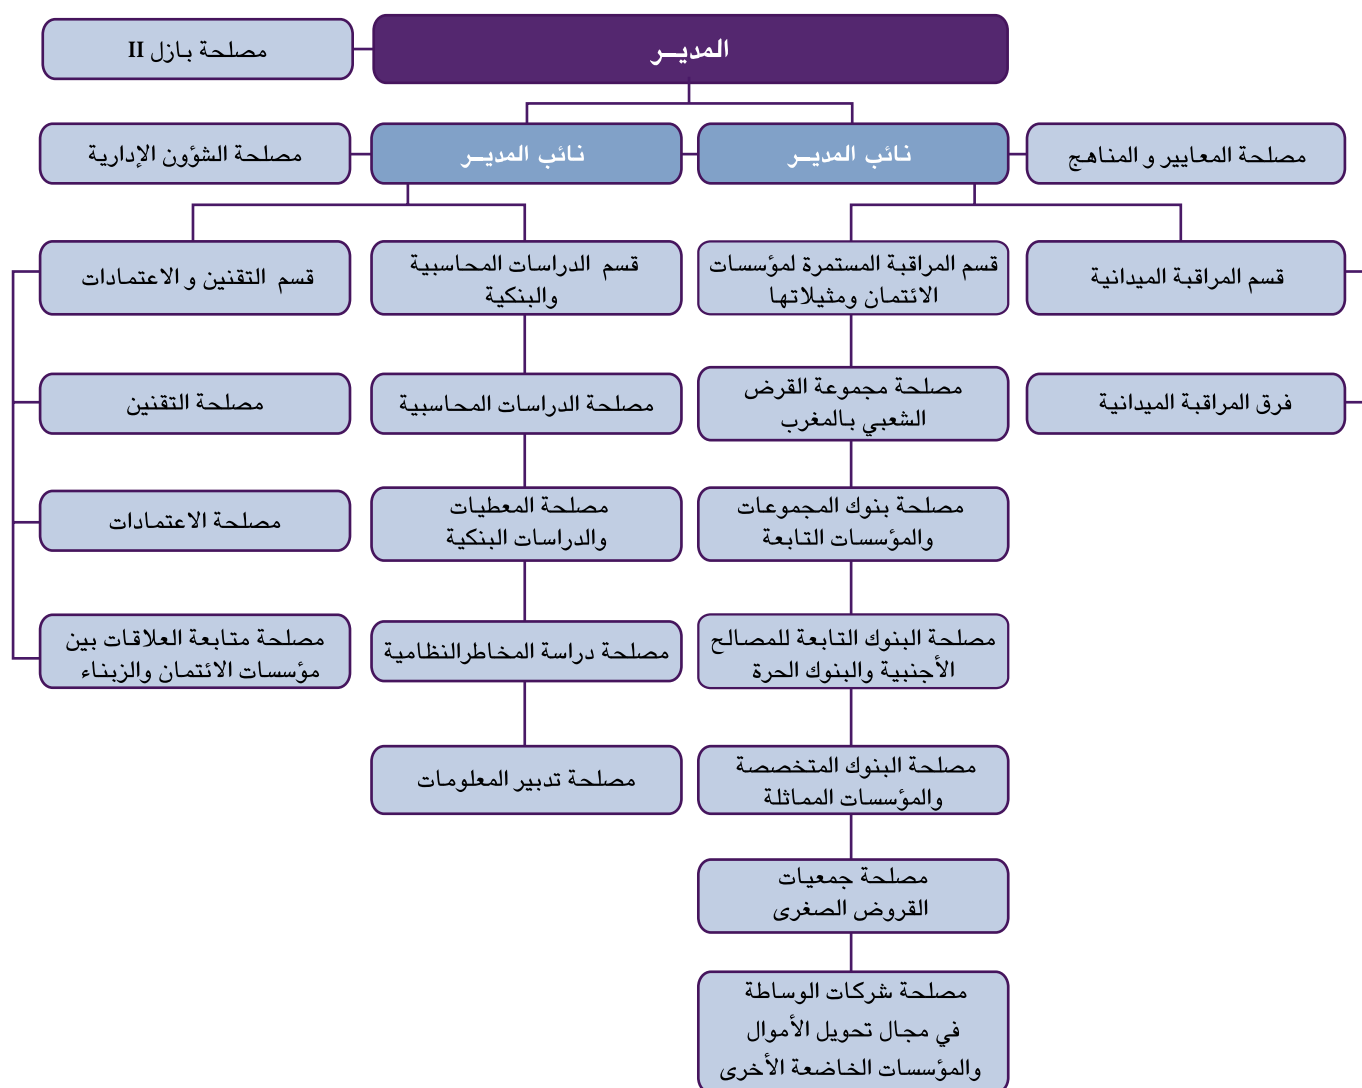 المديـر
مصلحة بازل II
مصلحة المعايير و المناهج
نائب المديـر
نائب المديـر
مصلحة الشؤون الإدارية
قسم المراقبة الميدانية
قسم المراقبة المستمرة لمؤسسات
الائتمان ومثيلاتها
قسم الدراسات المحاسبية
والبنكية
قسم التقنين و الاعتمادات
فرق المراقبة الميدانية
مصلحة مجموعة القرض
الشعبي بالمغرب
مصلحة الدراسات المحاسبية
مصلحة التقنين
مصلحة بنوك المجموعات
والمؤسسات التابعة
مصلحة المعطيات
والدراسات البنكية
مصلحة الاعتمادات
مصلحة البنوك التابعة للمصالح
الأجنبية والبنوك الحرة
مصلحة دراسة المخاطرالنظامية
مصلحة متابعة العلاقات بين
مؤسسات الائتمان والزبناء
مصلحة البنوك المتخصصة
والمؤسسات المماثلة
مصلحة تدبير المعلومات
مصلحة جمعيات
القروض الصغرى
مصلحة شركات الوساطة
في مجال تحويل الأموال
والمؤسسات الخاضعة الأخرى